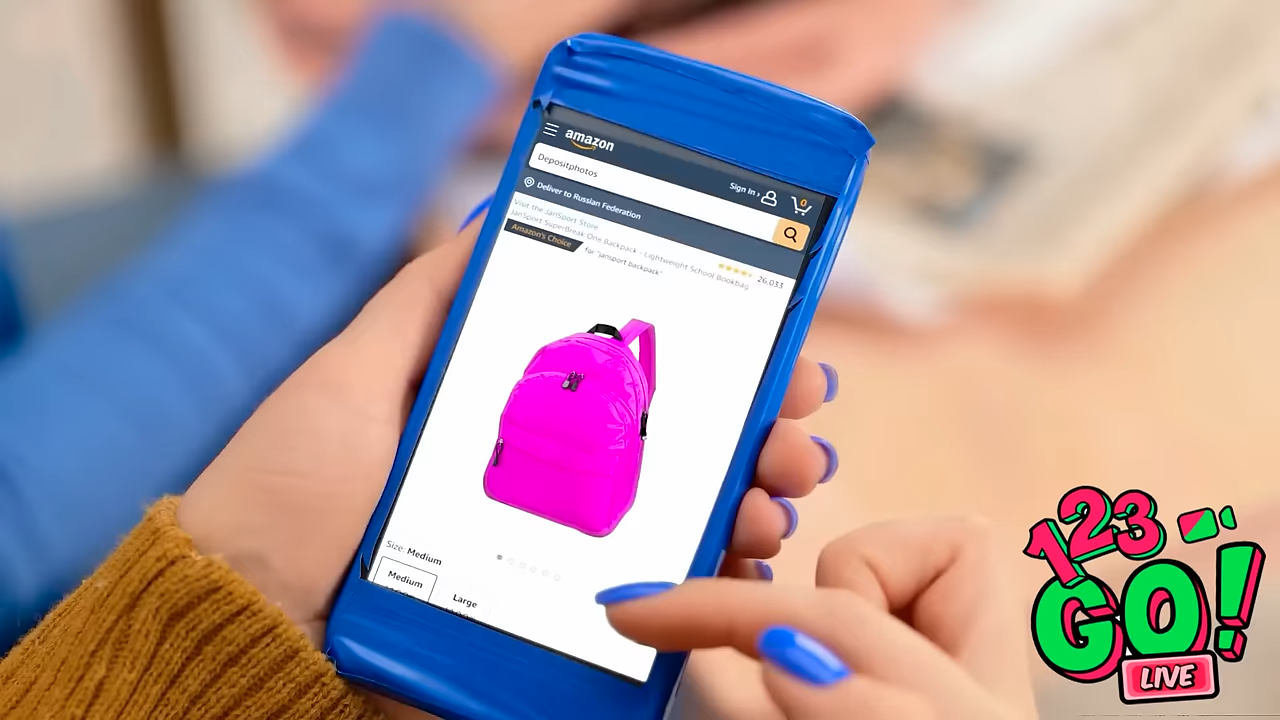 amazon
Depositphotos
Sign in ›
0
Deliver to Russian Federation
Visit the JanSport Store
JanSport SuperBreak One Backpack - Lightweight School Bookbag
26,033
Amazon's Choice
for "jansport backpack"
Size: Medium
Medium
Large
123
GO!
LIVE